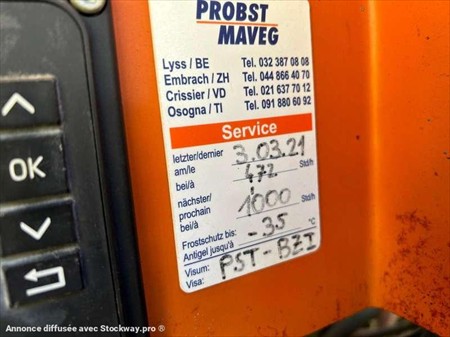 PROBST
MAVEG
Lyss / BE Tel. 032 387 08 08
Embrach / ZH Tel. 044 866 40 70
Crissier / VD Tel. 021 637 70 12
Osogna / TI Tel. 091 880 60 92
Service
letzter/dernier
am/le 3.03.21
bei/à 472 Std/h
nächster/
prochain
bei/à 1000 Std/h
Frostschutz bis:
Antigel jusqu'à -35 °C
Visum:
Visa: PST-BZI
OK
Annonce diffusée avec Stockway.pro ®